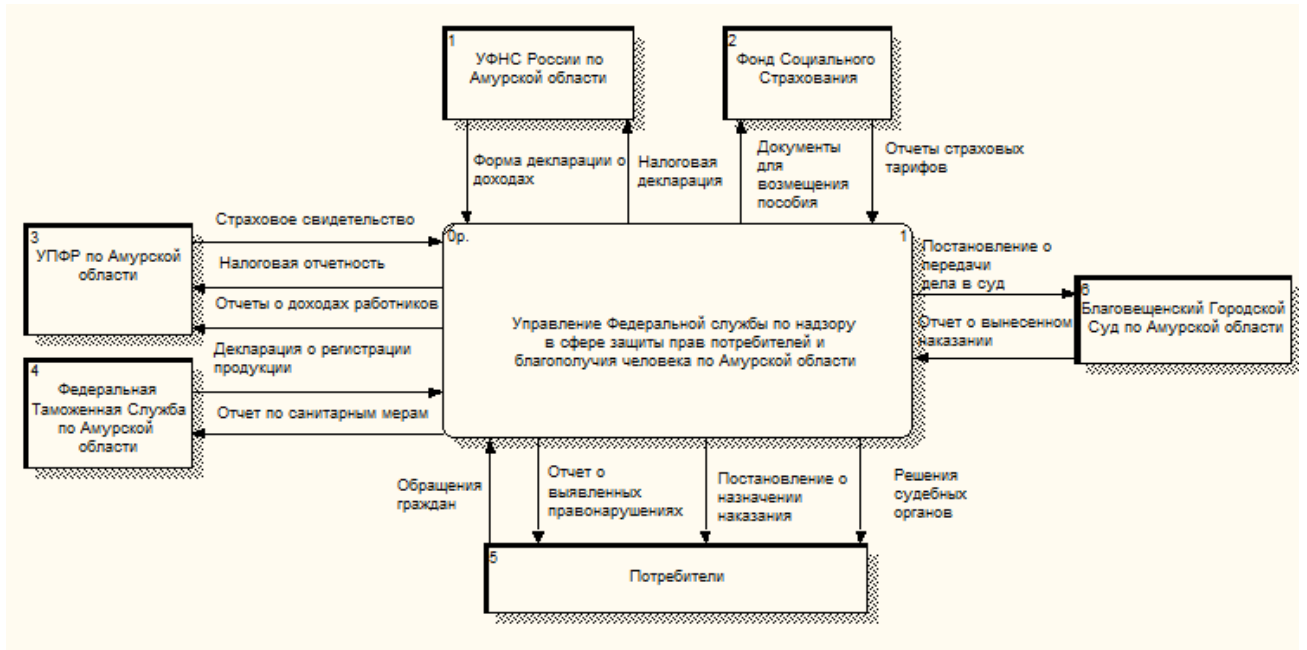 1
УФНС России по
Амурской области
2
Фонд Социального
Страхования
Форма декларации о
доходах
Налоговая
декларация
Документы
для
возмещения
пособия
Отчеты страховых
тарифов
Страховое свидетельство
3
УПФР по Амурской
области
Налоговая отчетность
Отчеты о доходах работников
0р.
1
Управление Федеральной службы по надзору
в сфере защиты прав потребителей и
благополучия человека по Амурской области
Постановление о
передачи
дела в суд
6
Благовещенский Городской
Суд по Амурской области
Отчет о вынесенном
наказании
Декларация о регистрации
продукции
4
Федеральная
Таможенная Служба
по Амурской
области
Отчет по санитарным мерам
Обращения
граждан
Отчет о
выявленных
правонарушениях
Постановление о
назначении
наказания
Решения
судебных
органов
5
Потребители